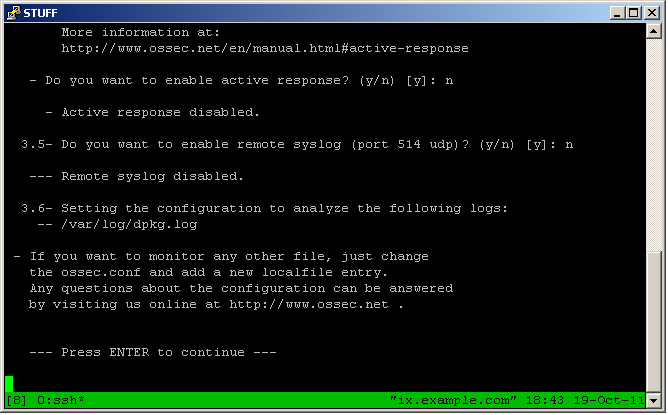 STUFF
More information at:
http://www.ossec.net/en/manual.html#active-response
- Do you want to enable active response? (y/n) [y]: n
- Active response disabled.
3.5- Do you want to enable remote syslog (port 514 udp)? (y/n) [y]: n
--- Remote syslog disabled.
3.6- Setting the configuration to analyze the following logs:
-- /var/log/dpkg.log
- If you want to monitor any other file, just change
the ossec.conf and add a new localfile entry.
Any questions about the configuration can be answered
by visiting us online at http://www.ossec.net .
--- Press ENTER to continue ---
[8] 0:ssh* "ix.example.com" 18:43 19-Oct-11